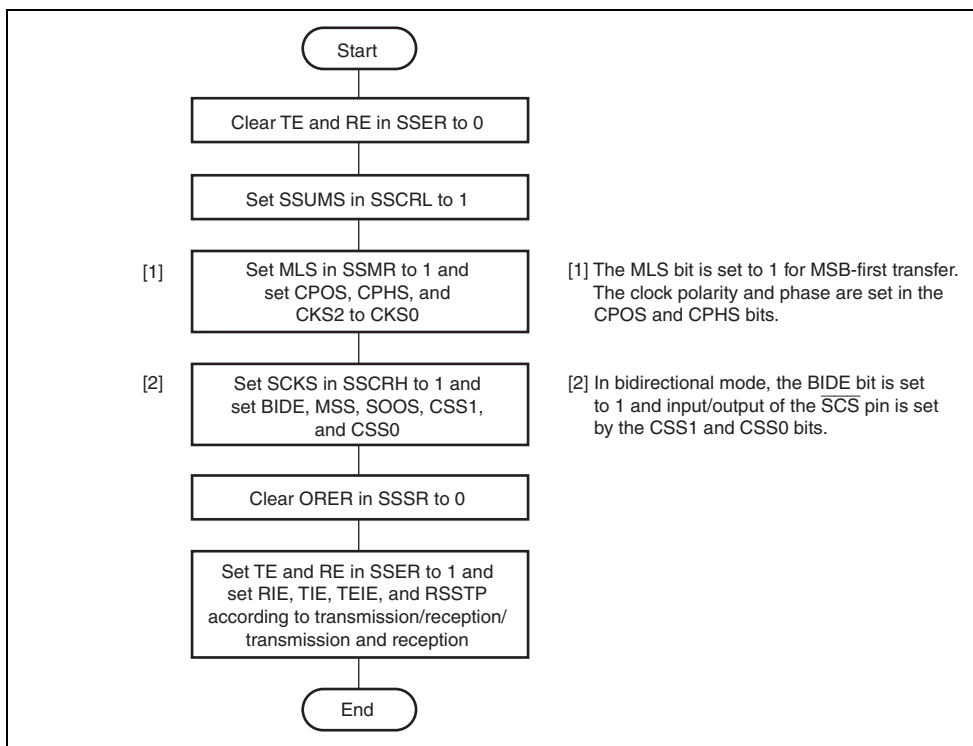 Start
Clear TE and RE in SSER to 0
Set SSUMS in SSCRL to 1
[1]
Set MLS in SSMR to 1 and
set CPOS, CPHS, and
CKS2 to CKS0
[1] The MLS bit is set to 1 for MSB-first transfer.
The clock polarity and phase are set in the
CPOS and CPHS bits.
[2]
Set SCKS in SSCRH to 1 and
set BIDE, MSS, SOOS, CSS1,
and CSS0
[2] In bidirectional mode, the BIDE bit is set
to 1 and input/output of the S̅C̅S̅ pin is set
by the CSS1 and CSS0 bits.
Clear ORER in SSSR to 0
Set TE and RE in SSER to 1 and
set RIE, TIE, TEIE, and RSSTP
according to transmission/reception/
transmission and reception
End